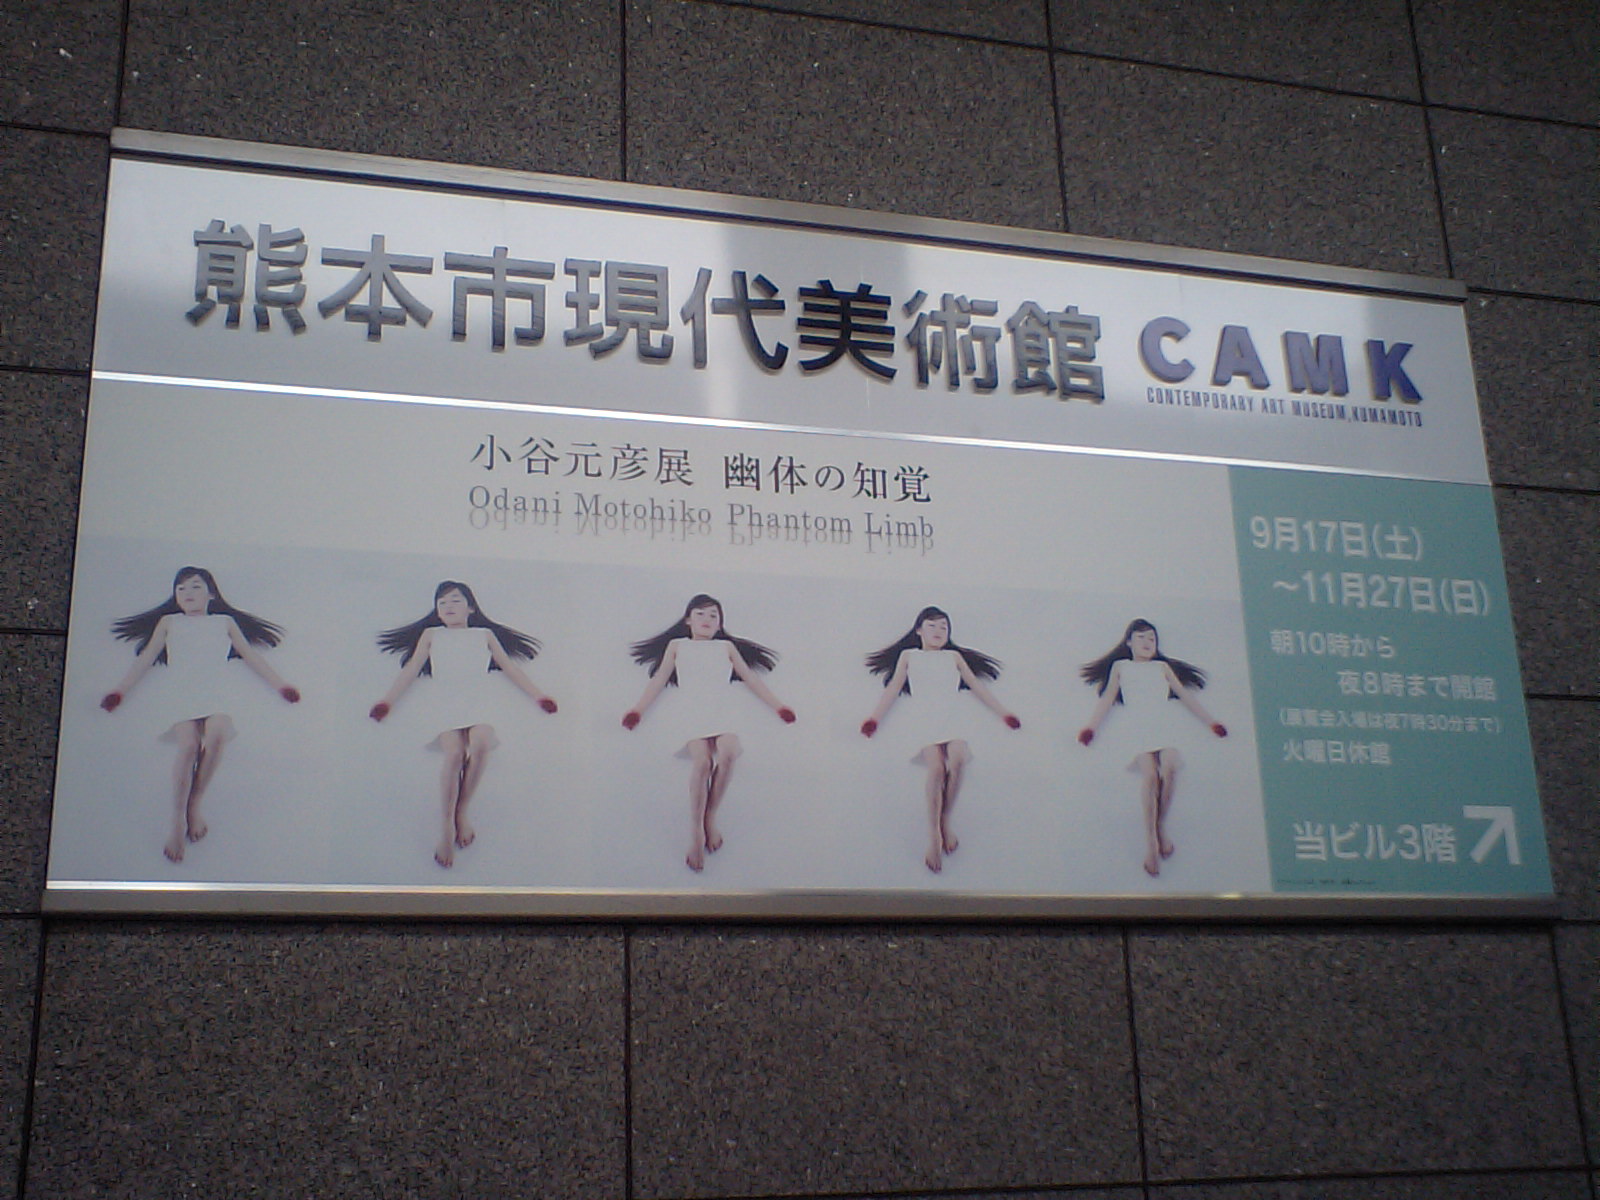 熊本市現代美術館 CAMK
CONTEMPORARY ART MUSEUM, KUMAMOTO
小谷元彦展 幽体の知覚
Odani Motohiko Phantom Limb
9月17日(土)
～11月27日(日)
朝10時から
夜8時まで開館
(展覧会入場は夜7時30分まで)
火曜日休館
当ビル3階